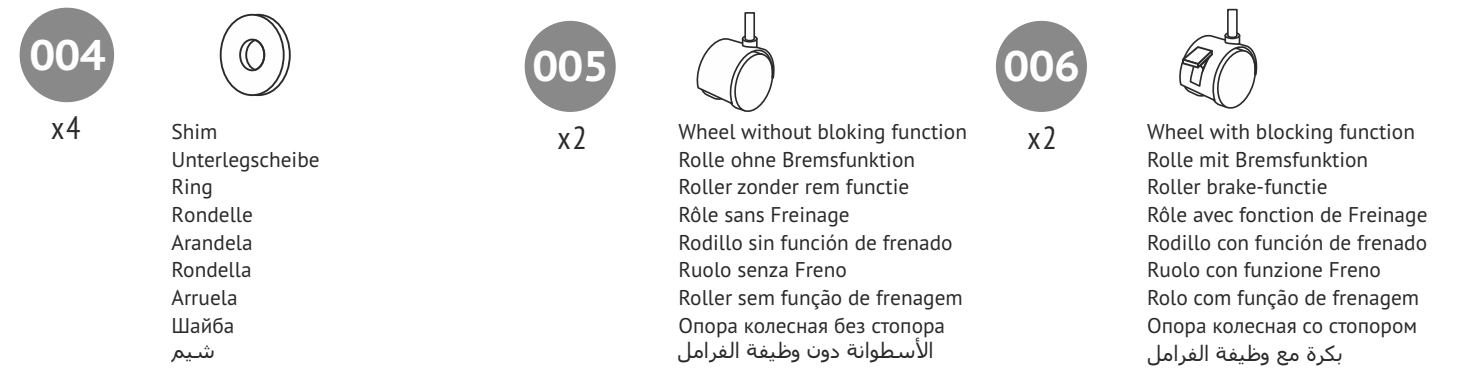 004
x4
Shim
Unterlegscheibe
Ring
Rondelle
Arandela
Rondella
Arruela
Шайба
شيم
005
x2
Wheel without bloking function
Rolle ohne Bremsfunktion
Roller zonder rem functie
Rôle sans Freinage
Rodillo sin función de frenado
Ruolo senza Freno
Roller sem função de frenagem
Опора колесная без стопора
الأسطوانة دون وظيفة الفرامل
006
x2
Wheel with blocking function
Rolle mit Bremsfunktion
Roller brake-functie
Rôle avec fonction de Freinage
Rodillo con función de frenado
Ruolo con funzione Freno
Rolo com função de frenagem
Опора колесная со стопором
بكرة مع وظيفة الفرامل